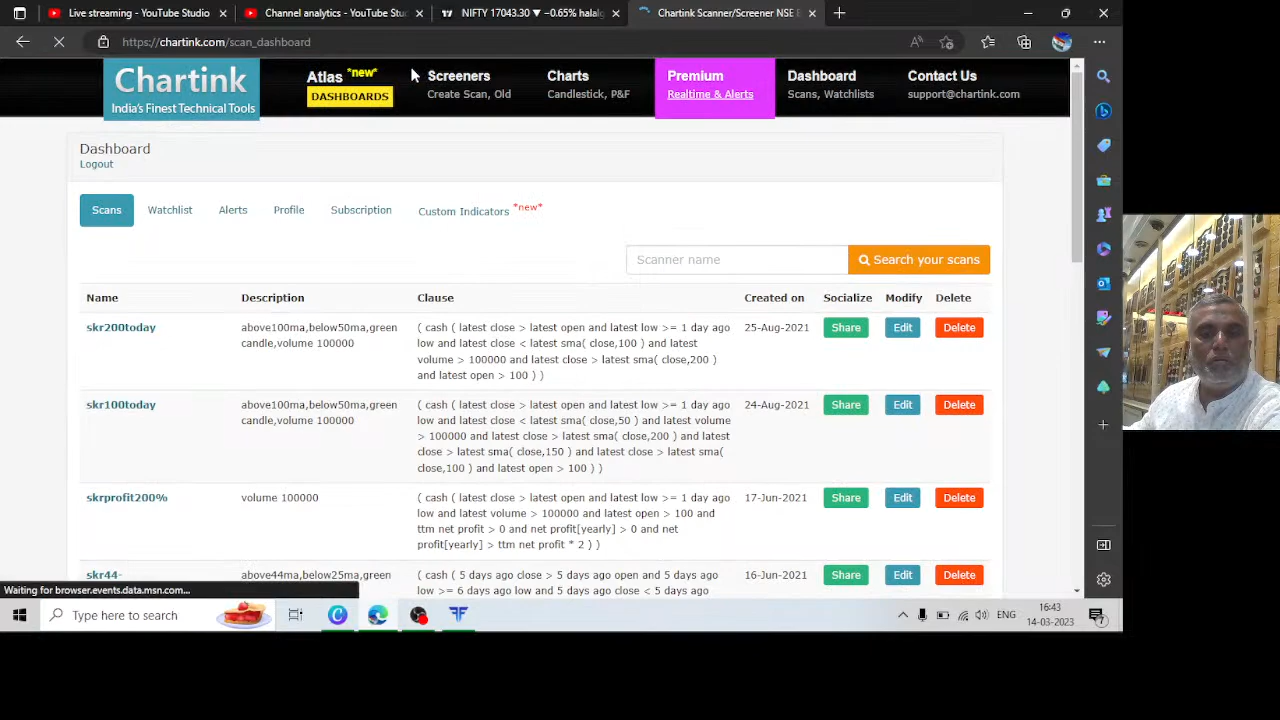 Live streaming - YouTube Studio
Channel analytics - YouTube Stu
NIFTY 17043.30 ▼ −0.65% halalg
Chartink Scanner/Screener NSE E
https://chartink.com/scan_dashboard
Chartink
India's Finest Technical Tools
Atlas *new*
DASHBOARDS
Screeners
Create Scan, Old
Charts
Candlestick, P&F
Premium
Realtime & Alerts
Dashboard
Scans, Watchlists
Contact Us
support@chartink.com
Dashboard
Logout
Scans
Watchlist
Alerts
Profile
Subscription
Custom Indicators *new*
Scanner name
Search your scans
Name Description Clause Created on Socialize Modify Delete
skr200today
above100ma,below50ma,green
candle,volume 100000
( cash ( latest close > latest open and latest low >= 1 day ago
low and latest close < latest sma( close,100 ) and latest
volume > 100000 and latest close > latest sma( close,200 )
and latest open > 100 ) )
25-Aug-2021
Share
Edit
Delete
skr100today
above100ma,below50ma,green
candle,volume 100000
( cash ( latest close > latest open and latest low >= 1 day ago
low and latest close < latest sma( close,50 ) and latest volume
> 100000 and latest close > latest sma( close,200 ) and latest
close > latest sma( close,150 ) and latest close > latest sma(
close,100 ) and latest open > 100 ) )
24-Aug-2021
Share
Edit
Delete
skrprofit200%
volume 100000
( cash ( latest close > latest open and latest low >= 1 day ago
low and latest volume > 100000 and latest open > 100 and
ttm net profit > 0 and net profit[yearly] > 0 and net
profit[yearly] > ttm net profit * 2 ) )
17-Jun-2021
Share
Edit
Delete
skr44-
above44ma,below25ma,green
( cash ( 5 days ago close > 5 days ago open and 5 days ago
low >= 6 days ago low and 5 days ago close < 5 days ago
16-Jun-2021
Share
Edit
Delete
Waiting for browser.events.data.msn.com...
Type here to search
ENG
16:43
14-03-2023
7